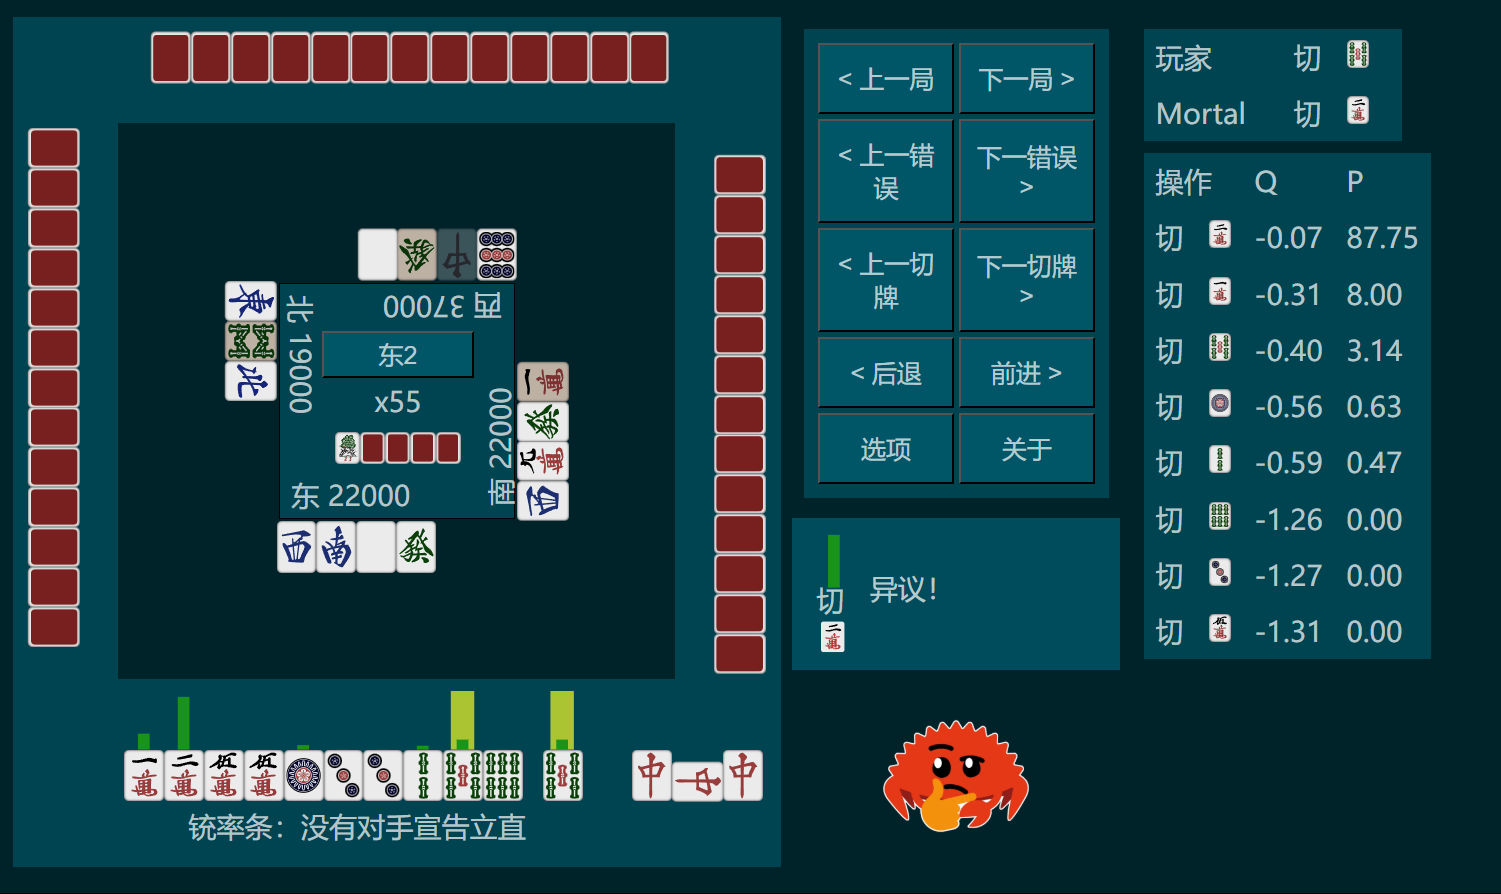 北 19000
西 37000
东2
x55
南 22000
东 22000
铳率条：没有对手宣告立直
< 上一局
下一局 >
< 上一错误
下一错误 >
< 上一切牌
下一切牌 >
< 后退
前进 >
选项
关于
切
异议！
玩家 切
Mortal 切
操作 Q P
切 -0.07 87.75
切 -0.31 8.00
切 -0.40 3.14
切 -0.56 0.63
切 -0.59 0.47
切 -1.26 0.00
切 -1.27 0.00
切 -1.31 0.00